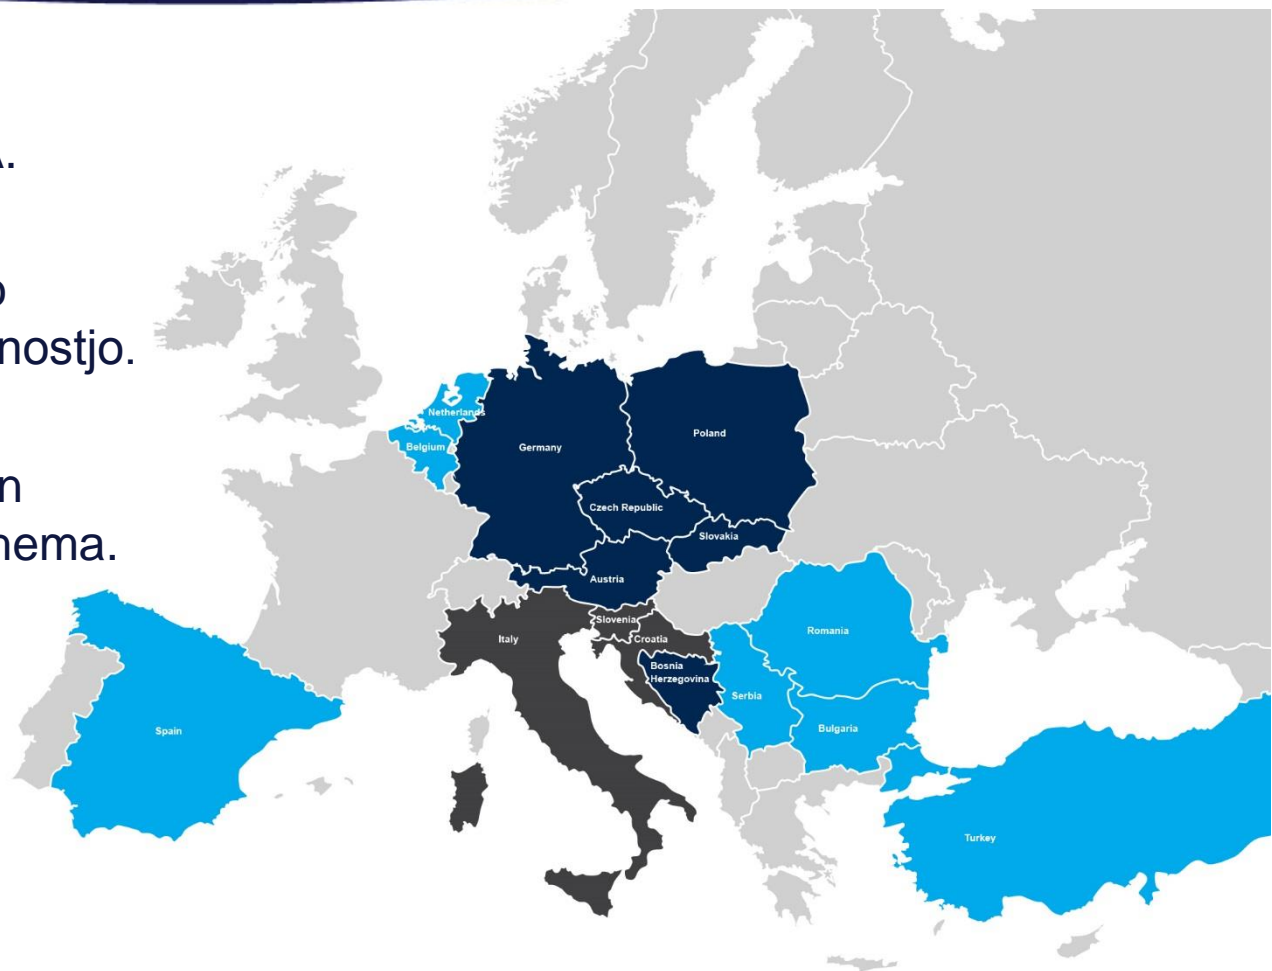 A.
o
nostjo.
n
nema.
Netherlands
Belgium
Germany
Poland
Czech Republic
Slovakia
Austria
Slovenia
Italy
Croatia
Bosnia
Herzegovina
Romania
Serbia
Bulgaria
Spain
Turkey